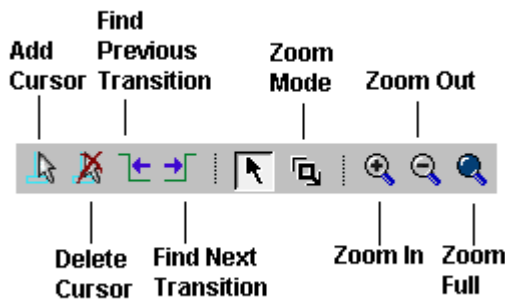 Add
Cursor
Find
Previous
Transition
Zoom
Mode
Zoom Out
Delete
Cursor
Find Next
Transition
Zoom In
Zoom
Full